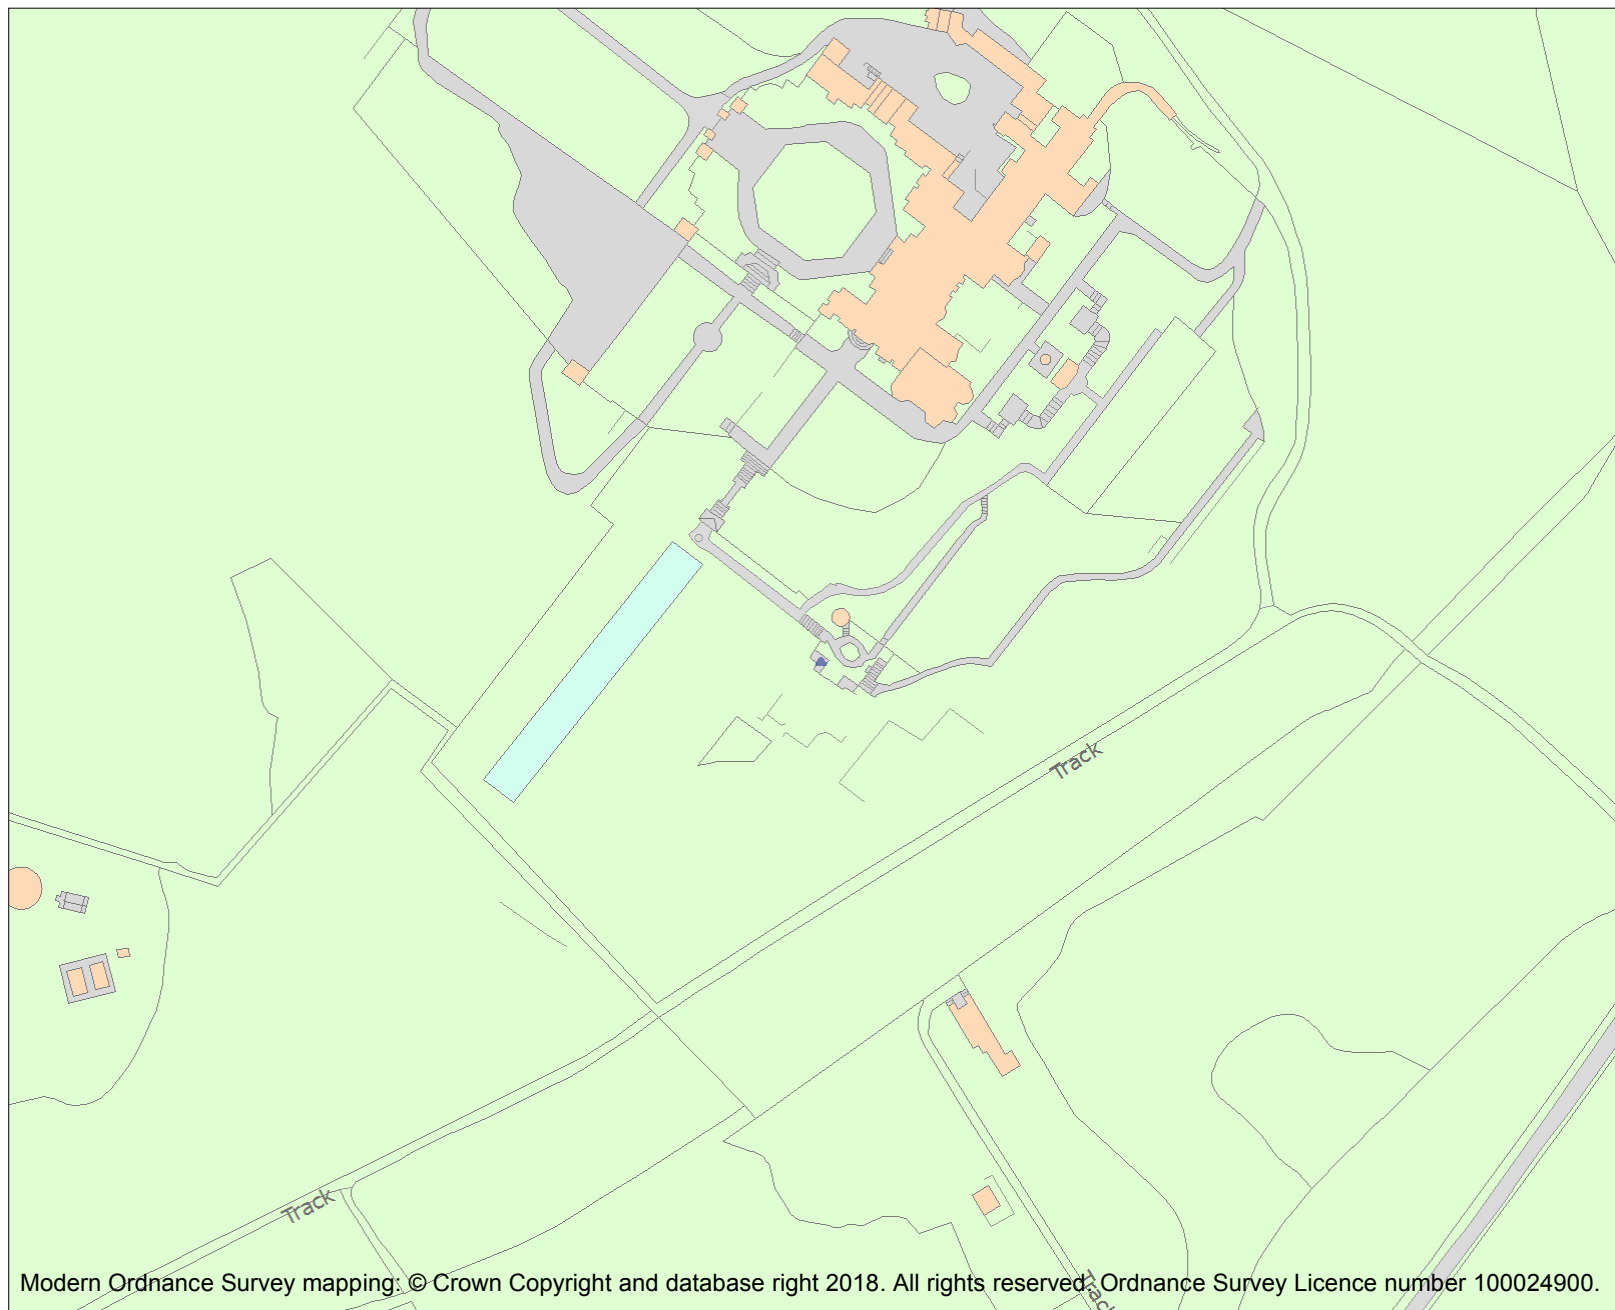 Track
Track
Track
Modern Ordnance Survey mapping: © Crown Copyright and database right 2018. All rights reserved. Ordnance Survey Licence number 100024900.